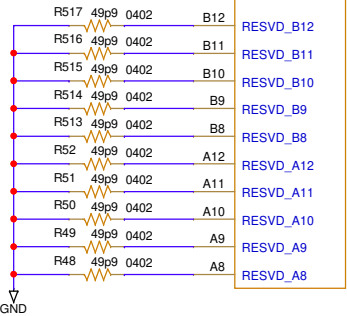 R517 49p9 0402 B12 RESVD_B12
R516 49p9 0402 B11 RESVD_B11
R515 49p9 0402 B10 RESVD_B10
R514 49p9 0402 B9 RESVD_B9
R513 49p9 0402 B8 RESVD_B8
R52 49p9 0402 A12 RESVD_A12
R51 49p9 0402 A11 RESVD_A11
R50 49p9 0402 A10 RESVD_A10
R49 49p9 0402 A9 RESVD_A9
R48 49p9 0402 A8 RESVD_A8
GND